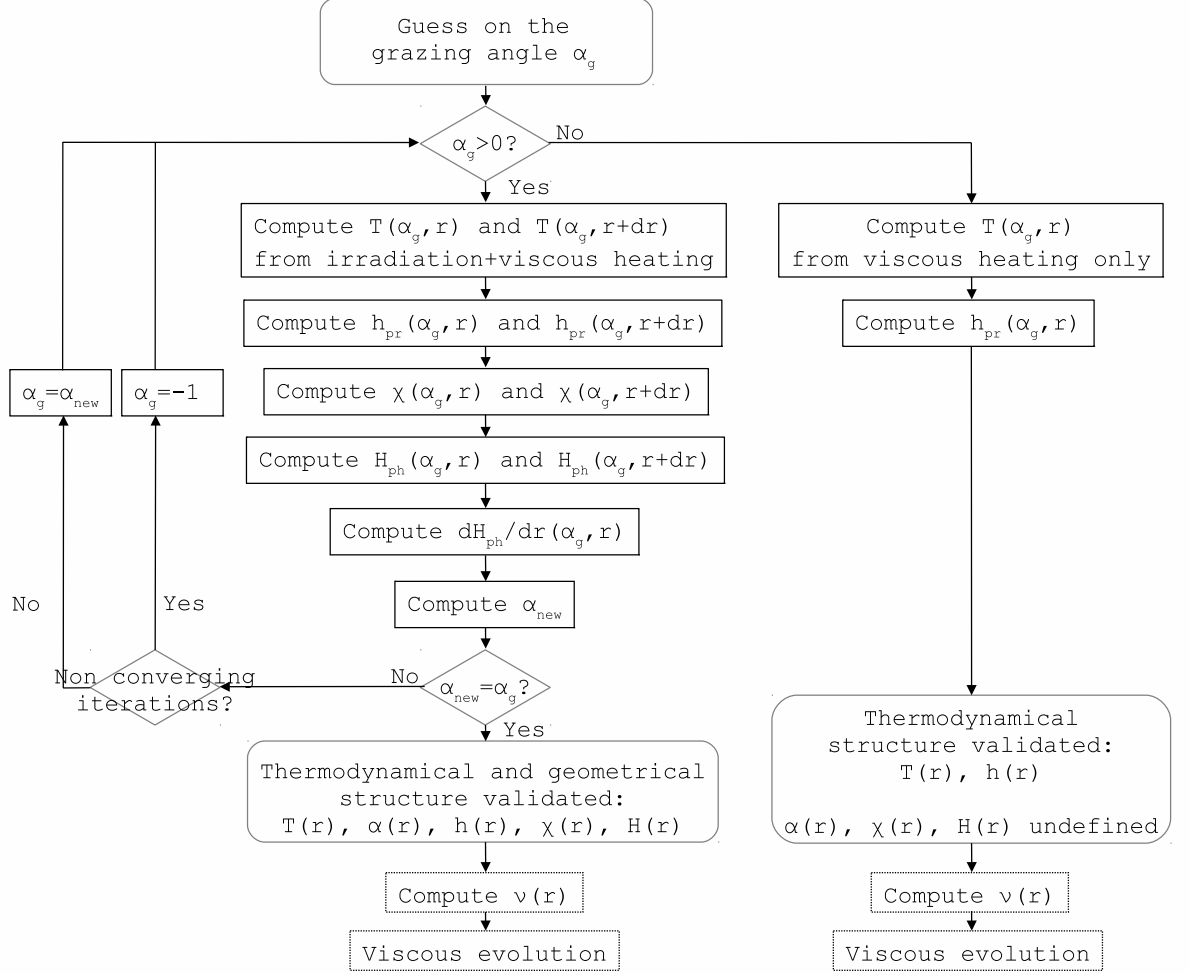 Guess on the
grazing angle α_g
α_g>0?
No
Yes
Compute T(α_g,r) and T(α_g,r+dr)
from irradiation+viscous heating
Compute T(α_g,r)
from viscous heating only
Compute h_pr(α_g,r) and h_pr(α_g,r+dr)
Compute h_pr(α_g,r)
α_g=α_new
α_g=-1
Compute χ(α_g,r) and χ(α_g,r+dr)
Compute H_ph(α_g,r) and H_ph(α_g,r+dr)
Compute dH_ph/dr(α_g,r)
Compute α_new
No
Yes
Non converging
iterations?
No
α_new=α_g?
Yes
Thermodynamical and geometrical
structure validated:
T(r), α(r), h(r), χ(r), H(r)
Thermodynamical
structure validated:
T(r), h(r)
α(r), χ(r), H(r) undefined
Compute ν(r)
Compute ν(r)
Viscous evolution
Viscous evolution